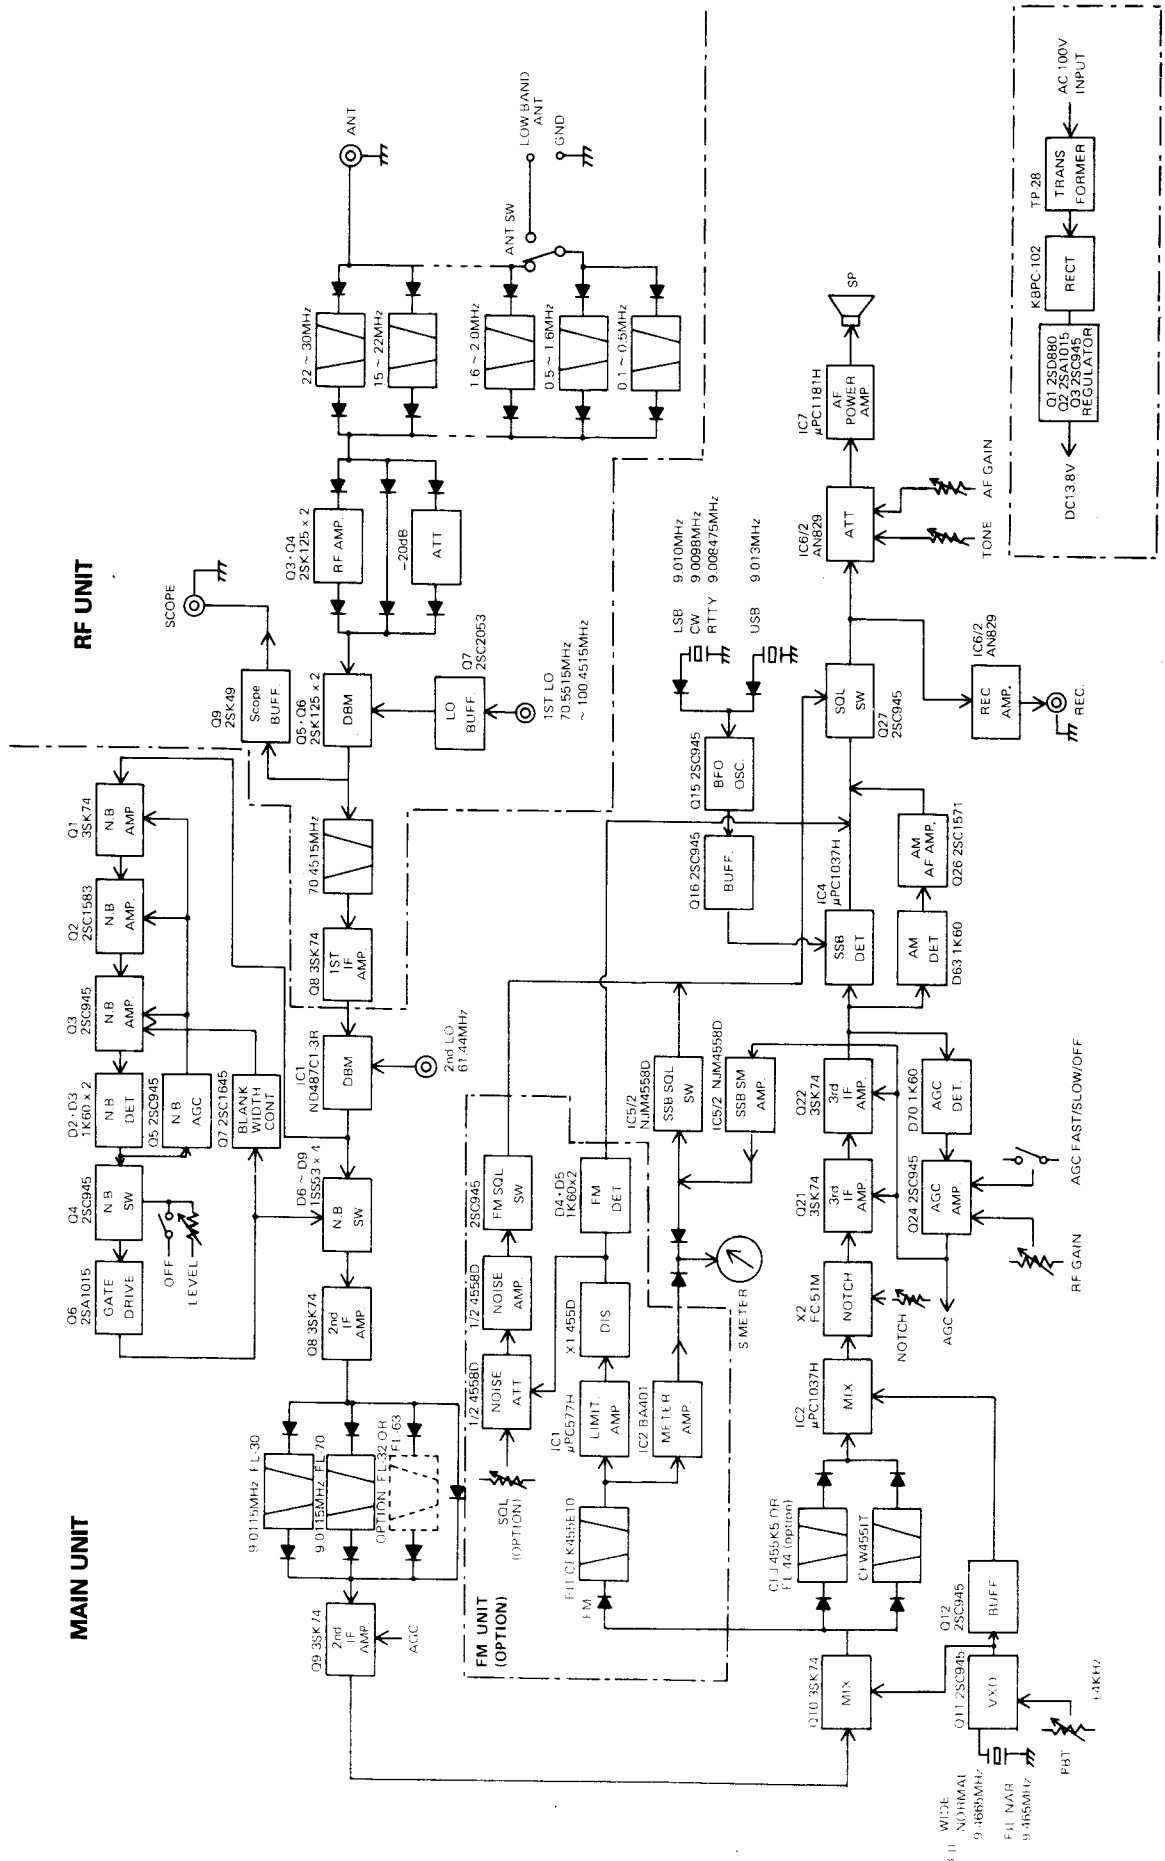 RF UNIT
ANT
22 ~ 30MHz
15 ~ 22MHz
1.6 ~ 2.0MHz
0.5 ~ 1.6MHz
0.1 ~ 0.5MHz
ANT SW
LOW BAND
ANT
GND
Q3 · Q4
2SK125 x 2
RF AMP.
-20dB
ATT
SCOPE
Q9
2SK49
Scope
BUFF.
Q5 · Q6
2SK125 x 2
DBM
Q7
2SC2053
LO
BUFF.
1ST LO
70.5515MHz
~ 100.4515MHz
70.4515MHz
Q8 3SK74
1ST
IF
AMP.
MAIN UNIT
Q1
3SK74
N.B
AMP.
Q2
2SC1583
N.B
AMP.
Q3
2SC945
N.B
AMP.
D2 · D3
1K60 x 2
N.B
DET
Q5 2SC945
N.B
AGC
Q7 2SC1645
BLANK
WIDTH
CONT.
Q4
2SC945
N B
SW
OFF
LEVEL
Q6
2SA1015
GATE
DRIVE
IC1
ND487C1-3R
DBM
2nd LO
61.44MHz
D6 ~ D9
1SS53 x 4
N.B
SW
Q8 3SK74
2nd
IF
AMP.
9.0115MHz FL-30
9.0115MHz FL-70
OPTION FL-32 OR
FL-63
Q9 3SK74
2nd
IF
AMP
AGC
FM UNIT
(OPTION)
SQL
(OPTION)
1/2 4558D
NOISE
ATT
1/2 4558D
NOISE
AMP.
2SC945
FM SQL
SW
FM
IC1
µPC577H
LIMIT.
AMP
X1 455D
DIS
D4 · D5
1K60x2
FM
DET
IC2 BA401
METER
AMP.
S METER
IC5/2
NJM4558D
SSB SQL
SW
IC5/2 NJM4558D
SSB SM
AMP.
Q10 3SK74
MIX
FL-44 (option)
CFW455IT
Q11 2SC945
VXO
Q12
2SC945
BUFF
PBT
WIDE
NORMAL
9.4665MHz
FIL NAR
9.465MHz
IC2
µPC1037H
MIX
X2
FC-51M
NOTCH
NOTCH
Q21
3SK74
3rd
IF
AMP.
Q22
3SK74
3rd
IF
AMP.
D70 1K60
AGC
DET.
Q24 2SC945
AGC
AMP.
AGC
RF GAIN
AGC FAST/SLOW/OFF
IC4
µPC1037H
SSB
DET
AM
DET
D63 1K60
AM
AF AMP.
Q26 2SC1571
Q16 2SC945
BUFF.
Q15 2SC945
BFO
OSC.
LSB 9.010MHz
CW 9.0098MHz
RTTY 9.008475MHz
USB 9.013MHz
SQL
SW
Q27
2SC945
IC6/2
AN829
REC
AMP.
REC.
IC6/2
AN829
ATT
TONE
AF GAIN
IC7
µPC1181H
AF
POWER
AMP.
SP
AC 100V
INPUT
TP-28
TRANS
FORMER
KBPC-102
RECT
Q1 2SD880
Q2 2SA1015
Q3 2SC945
REGULATOR
DC13.8V